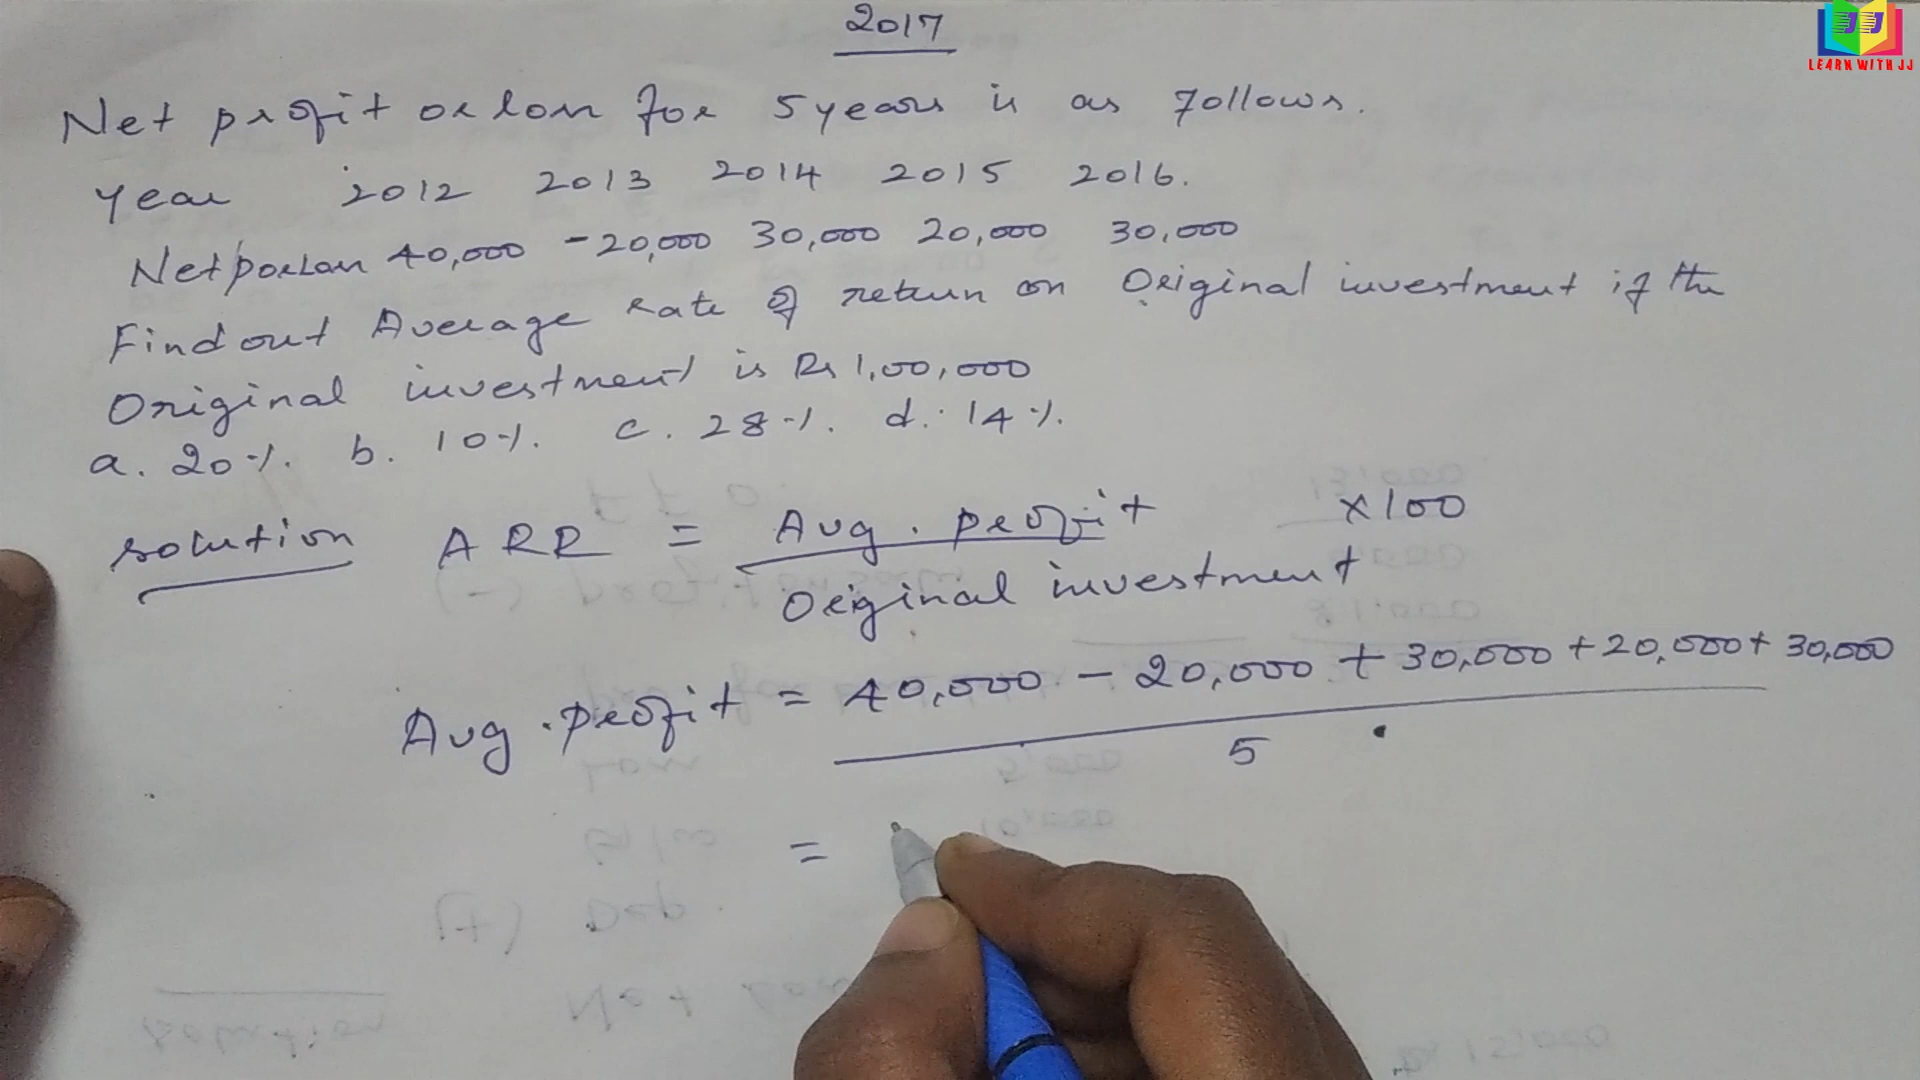 2017
LEARN WITH JJ
Net profit or loss for 5 years is as follows.
Year 2012 2013 2014 2015 2016.
Net p or loss 40,000 -20,000 30,000 20,000 30,000
Find out Average rate of return on Original investment if the
Original investment is Rs 1,00,000
a. 20%. b. 10%. c. 28%. d. 14%.
solution ARR = Avg. profit x100
Original investment
Avg. profit = 40,000 - 20,000 + 30,000 + 20,000 + 30,000
5
=